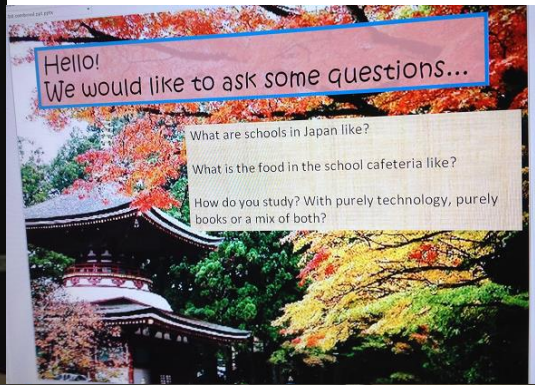 Hello!
We would like to ask some questions...
What are schools in Japan like?
What is the food in the school cafeteria like?
How do you study? With purely technology, purely
books or a mix of both?